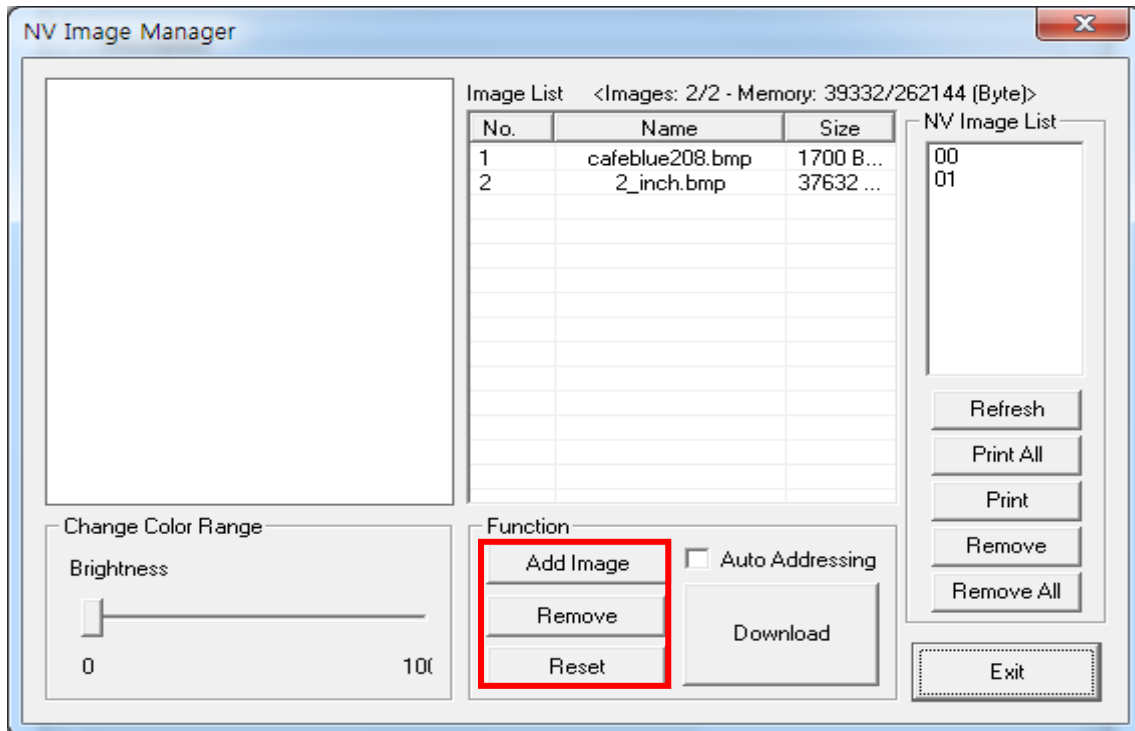 NV Image Manager
Image List <Images: 2/2 - Memory: 39332/262144 (Byte)>
No. Name Size
1 cafeblue208.bmp 1700 B...
2 2_inch.bmp 37632 ...
NV Image List
00
01
Refresh
Print All
Print
Remove
Remove All
Change Color Range
Brightness
0 10(
Function
Add Image
Remove
Reset
Auto Addressing
Download
Exit